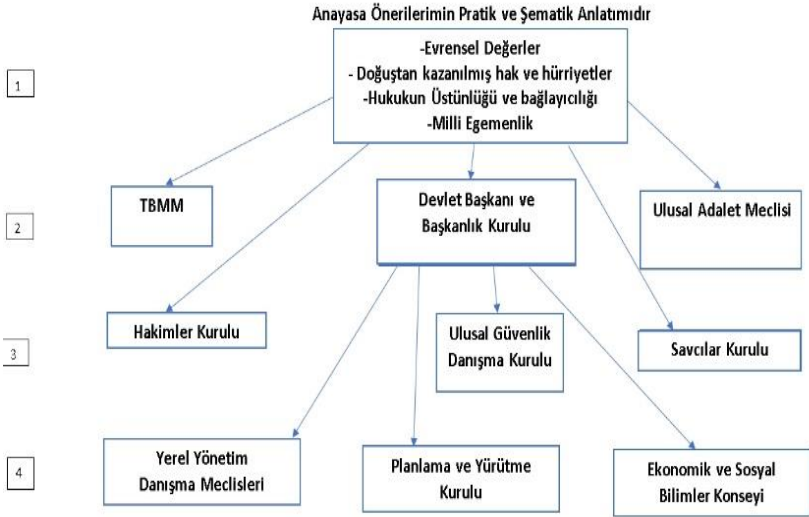 Anayasa Önerilerimin Pratik ve Şematik Anlatımıdır
1
-Evrensel Değerler
- Doğuştan kazanılmış hak ve hürriyetler
-Hukukun Üstünlüğü ve bağlayıcılığı
-Milli Egemenlik
2
TBMM
Devlet Başkanı ve
Başkanlık Kurulu
Ulusal Adalet Meclisi
3
Hakimler Kurulu
Ulusal Güvenlik
Danışma Kurulu
Savcılar Kurulu
4
Yerel Yönetim
Danışma Meclisleri
Planlama ve Yürütme
Kurulu
Ekonomik ve Sosyal
Bilimler Konseyi